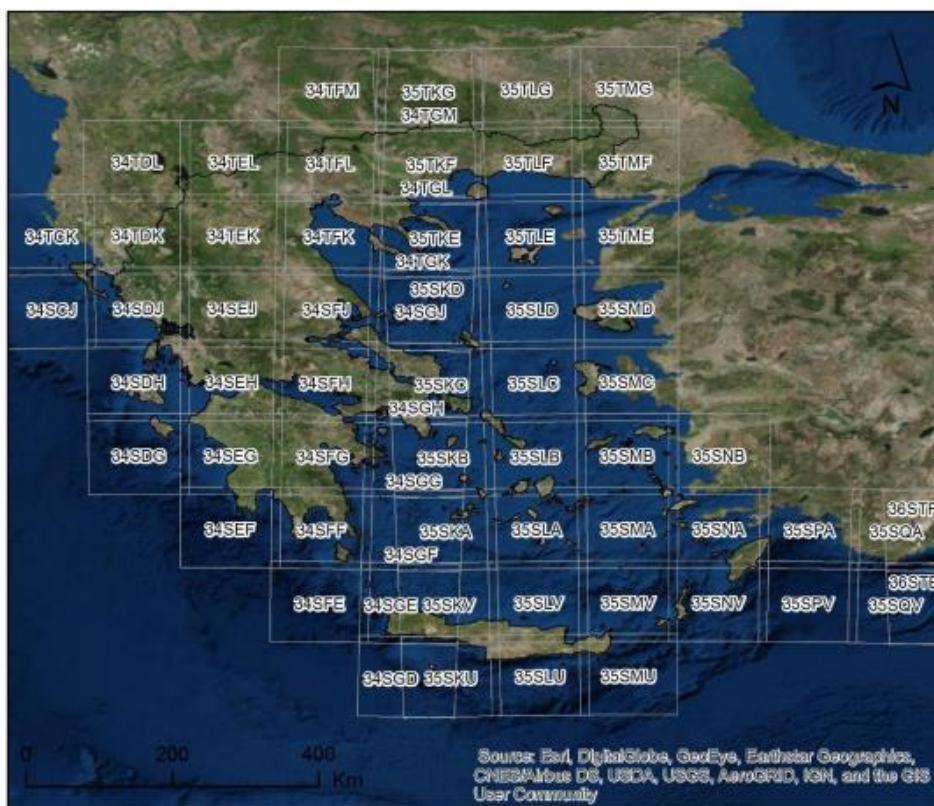 34TFM 35TKG 35TLG 35TMG
34TGM
N
34TDL 34TEL 34TFL 35TKF 35TLF 35TMF
34TGL
34TCK 34TDK 34TEK 34TFK 35TKE 35TLE 35TME
34TGK
35SKD
34SCJ 34SDJ 34SEJ 34SFJ 34SGJ 35SLD 35SMD
34SDH 34SEH 34SFH 35SKC 35SLC 35SMC
34SGH
34SDG 34SEG 34SFG 35SKB 35SLB 35SMB 35SNB
34SGG
36STF
34SEF 34SFF 35SKA 35SLA 35SMA 35SNA 35SPA 35SQA
34SGF
36STE
34SFE 34SGE 35SKV 35SLV 35SMV 35SNV 35SPV 35SQV
34SGD 35SKU 35SLU 35SMU
0 200 400
Km
Source: Esri, DigitalGlobe, GeoEye, Earthstar Geographics,
CNES/Airbus DS, USDA, USGS, AeroGRID, IGN, and the GIS
User Community